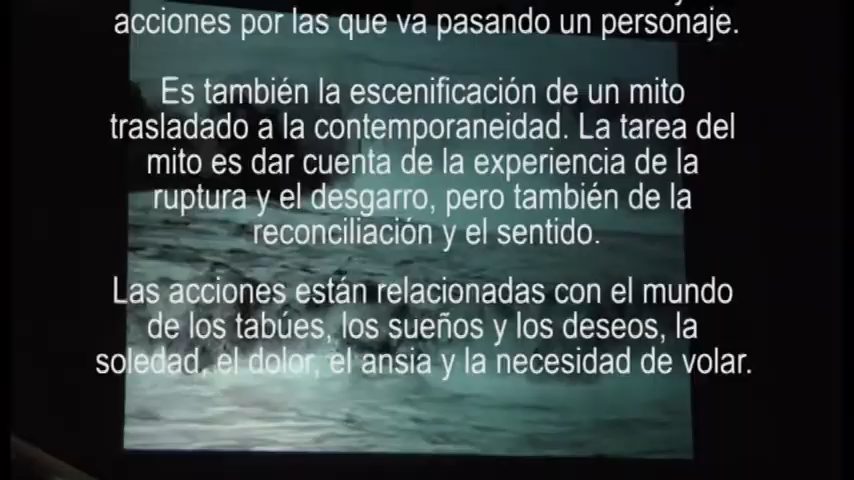 acciones por las que va pasando un personaje.
Es también la escenificación de un mito
trasladado a la contemporaneidad. La tarea del
mito es dar cuenta de la experiencia de la
ruptura y el desgarro, pero también de la
reconciliación y el sentido.
Las acciones están relacionadas con el mundo
de los tabúes, los sueños y los deseos, la
soledad, el dolor, el ansia y la necesidad de volar.